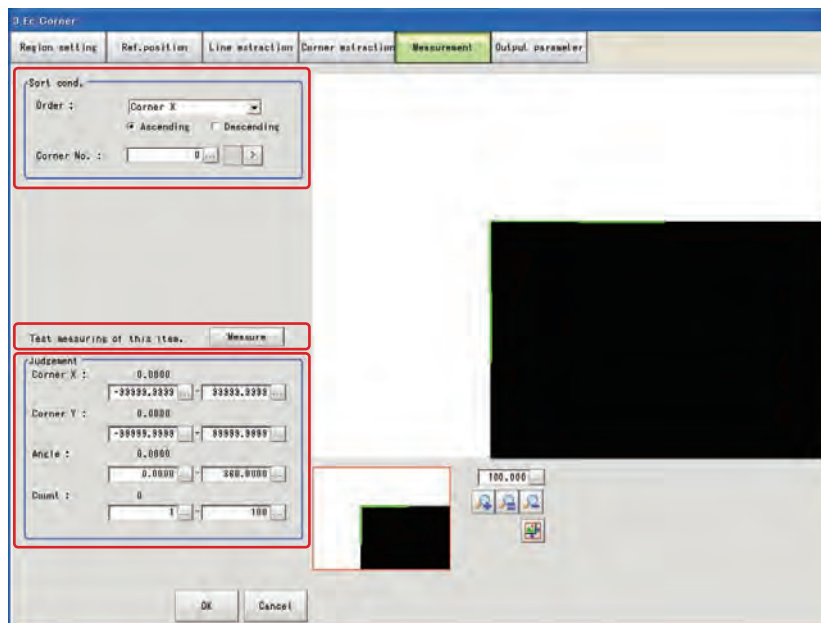 3.Ec Corner
Region setting Ref.position Line extraction Corner extraction Measurement Output parameter
Sort cond.
Order : Corner X
Ascending Descending
Corner No. : 0 ... >
Test measuring of this item. Measure
Judgement
Corner X : 0.0000
-99999.9999 ... - 99999.9999 ...
Corner Y : 0.0000
-99999.9999 ... - 99999.9999 ...
Angle : 0.0000
0.0000 ... - 360.0000 ...
Count : 0
1 ... - 100 ...
100.000 ...
OK Cancel